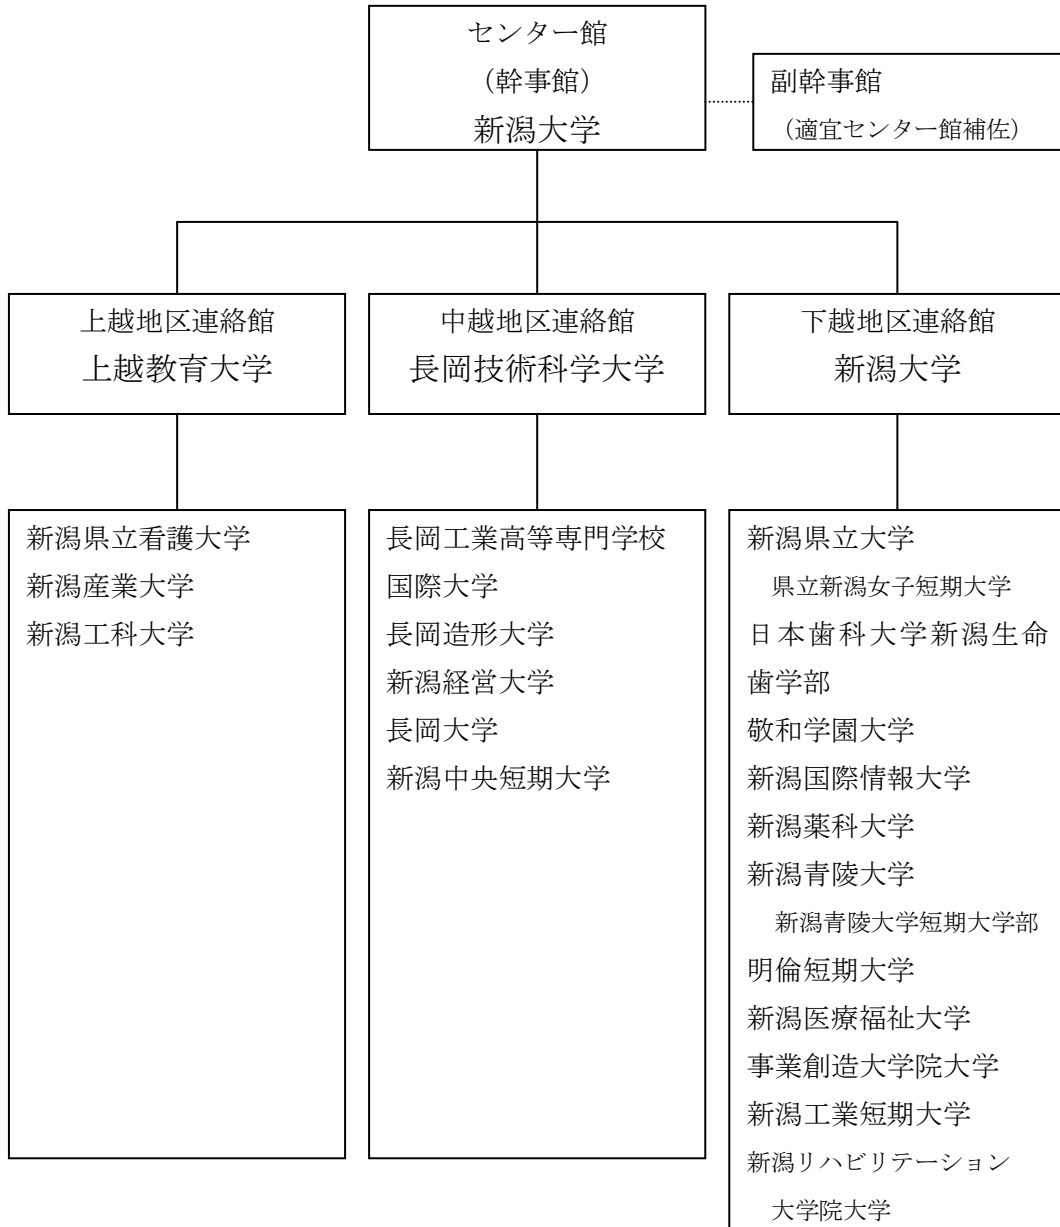 センター館
（幹事館）
新潟大学
副幹事館
（適宜センター館補佐）
上越地区連絡館
上越教育大学
中越地区連絡館
長岡技術科学大学
下越地区連絡館
新潟大学
新潟県立看護大学
新潟産業大学
新潟工科大学
長岡工業高等専門学校
国際大学
長岡造形大学
新潟経営大学
長岡大学
新潟中央短期大学
新潟県立大学
県立新潟女子短期大学
日本歯科大学新潟生命
歯学部
敬和学園大学
新潟国際情報大学
新潟薬科大学
新潟青陵大学
新潟青陵大学短期大学部
明倫短期大学
新潟医療福祉大学
事業創造大学院大学
新潟工業短期大学
新潟リハビリテーション
大学院大学